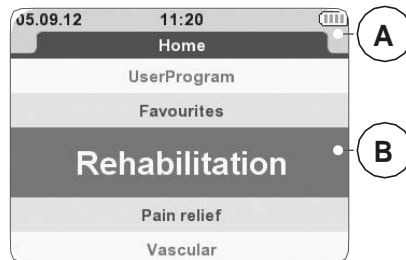 05.09.12 11:20
A
Home
UserProgram
Favourites
Rehabilitation
B
Pain relief
Vascular